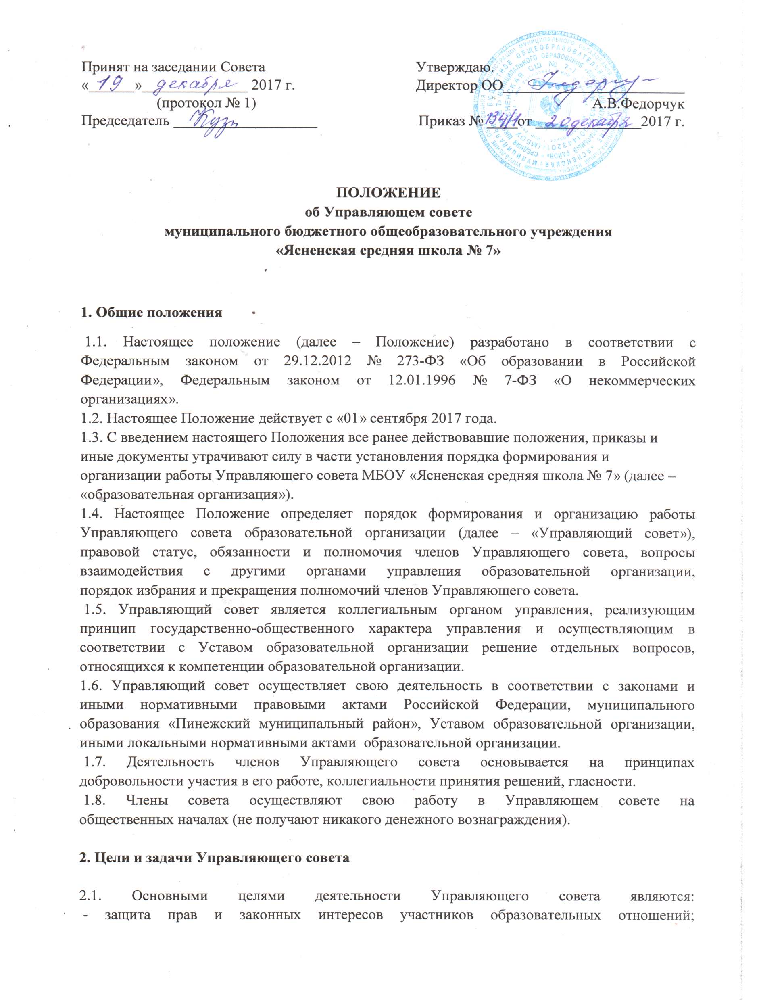 Принят на заседании Совета
«19» декабря 2017 г.
(протокол № 1)
Председатель
Утверждаю.
Директор ОО
А.В.Федорчук
Приказ № 134/1 от 20 декабря 2017 г.
ПОЛОЖЕНИЕ
об Управляющем совете
муниципального бюджетного общеобразовательного учреждения
«Ясненская средняя школа № 7»
1. Общие положения
1.1. Настоящее положение (далее – Положение) разработано в соответствии с
Федеральным законом от 29.12.2012 № 273-ФЗ «Об образовании в Российской
Федерации», Федеральным законом от 12.01.1996 № 7-ФЗ «О некоммерческих
организациях».
1.2. Настоящее Положение действует с «01» сентября 2017 года.
1.3. С введением настоящего Положения все ранее действовавшие положения, приказы и
иные документы утрачивают силу в части установления порядка формирования и
организации работы Управляющего совета МБОУ «Ясненская средняя школа № 7» (далее –
«образовательная организация»).
1.4. Настоящее Положение определяет порядок формирования и организацию работы
Управляющего совета образовательной организации (далее – «Управляющий совет»),
правовой статус, обязанности и полномочия членов Управляющего совета, вопросы
взаимодействия с другими органами управления образовательной организации,
порядок избрания и прекращения полномочий членов Управляющего совета.
1.5. Управляющий совет является коллегиальным органом управления, реализующим
принцип государственно-общественного характера управления и осуществляющим в
соответствии с Уставом образовательной организации решение отдельных вопросов,
относящихся к компетенции образовательной организации.
1.6. Управляющий совет осуществляет свою деятельность в соответствии с законами и
иными нормативными правовыми актами Российской Федерации, муниципального
образования «Пинежский муниципальный район», Уставом образовательной организации,
иными локальными нормативными актами образовательной организации.
1.7. Деятельность членов Управляющего совета основывается на принципах
добровольности участия в его работе, коллегиальности принятия решений, гласности.
1.8. Члены совета осуществляют свою работу в Управляющем совете на
общественных началах (не получают никакого денежного вознаграждения).
2. Цели и задачи Управляющего совета
2.1. Основными целями деятельности Управляющего совета являются:
- защита прав и законных интересов участников образовательных отношений;